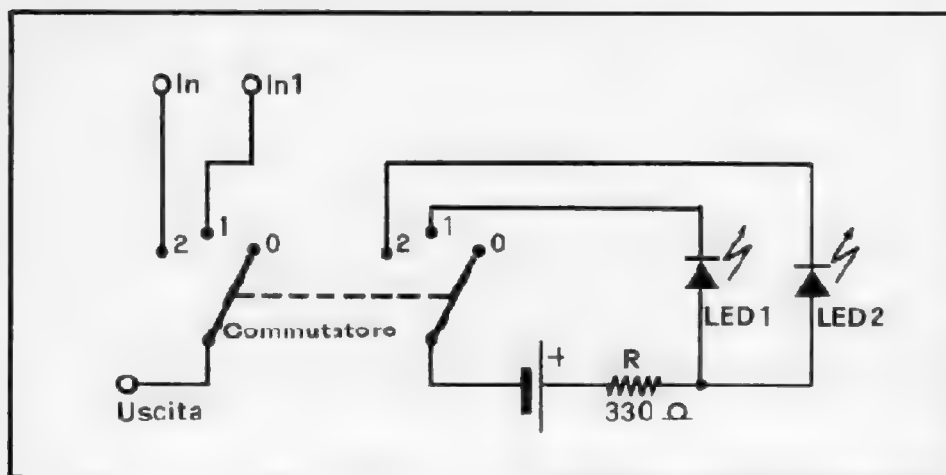 In
In1
2
1
0
2
1
0
Commutatore
Uscita
+
R
330 Ω
LED1
LED2